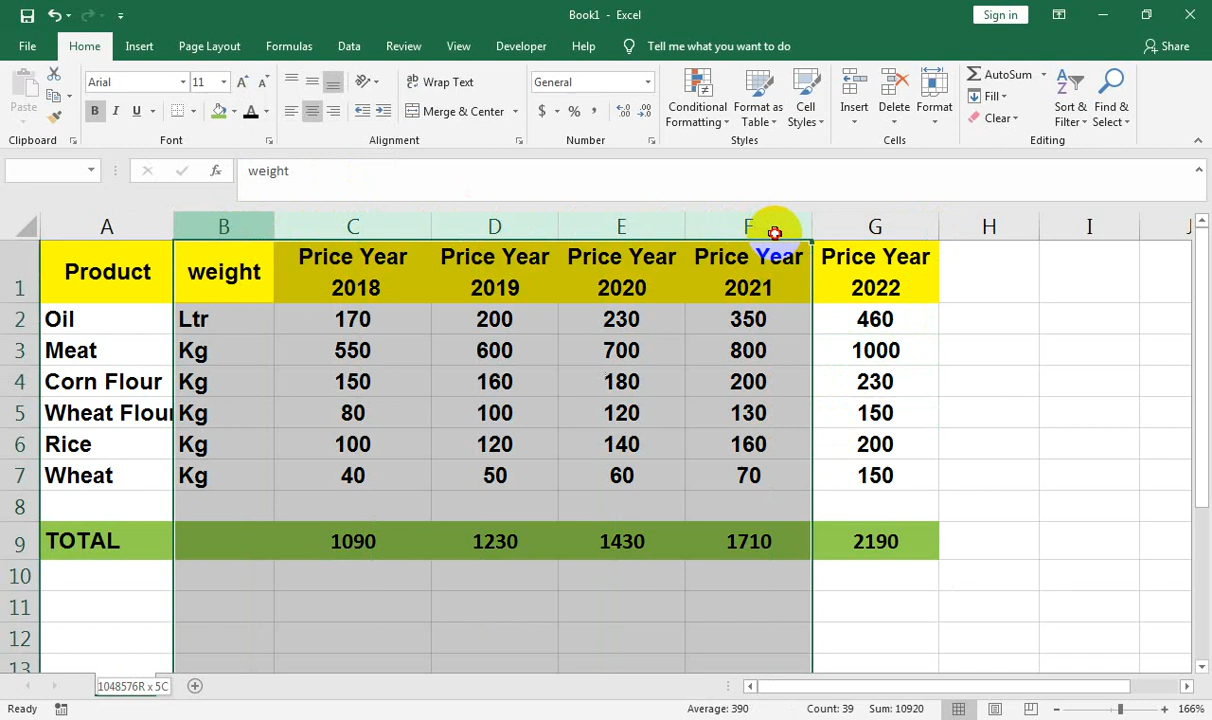 Book1 - Excel
Sign in
File Home Insert Page Layout Formulas Data Review View Developer Help Tell me what you want to do Share
Paste
Arial 11
B I U
A A
Wrap Text
Merge & Center
General
$ % ,
Conditional Formatting
Format as Table
Cell Styles
Insert
Delete
Format
AutoSum
Fill
Clear
Sort & Filter
Find & Select
Clipboard Font Alignment Number Styles Cells Editing
fx weight
A B C D E F G H I J
1 Product weight Price Year 2018 Price Year 2019 Price Year 2020 Price Year 2021 Price Year 2022
2 Oil Ltr 170 200 230 350 460
3 Meat Kg 550 600 700 800 1000
4 Corn Flour Kg 150 160 180 200 230
5 Wheat Flour Kg 80 100 120 130 150
6 Rice Kg 100 120 140 160 200
7 Wheat Kg 40 50 60 70 150
8
9 TOTAL 1090 1230 1430 1710 2190
10
11
12
13
1048576R x 5C
Ready Average: 390 Count: 39 Sum: 10920 166%